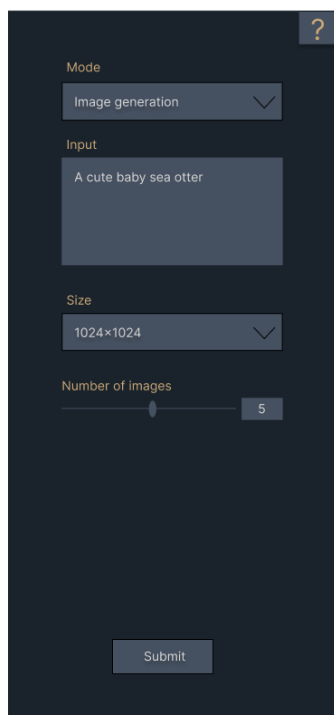 ?
Mode
Image generation
Input
A cute baby sea otter
Size
1024×1024
Number of images
5
Submit